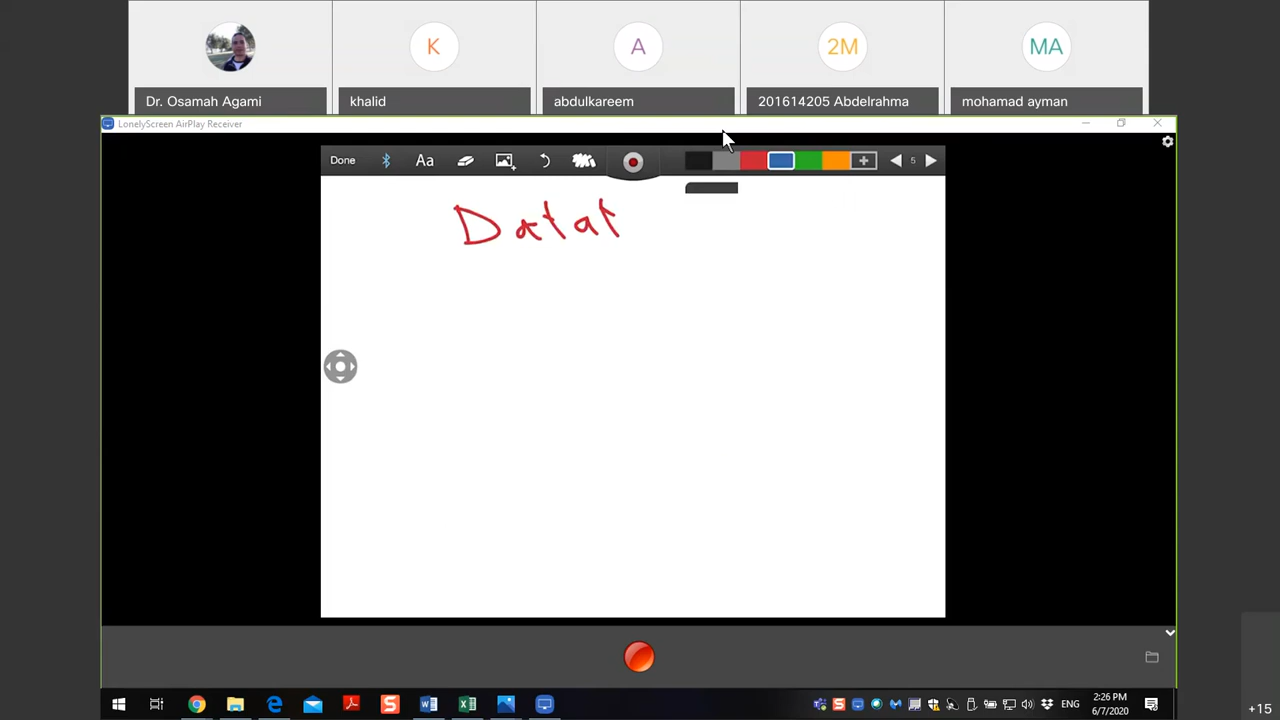 K
A
2M
MA
Dr. Osamah Agami
khalid
abdulkareem
201614205 Abdelrahma
mohamad ayman
LonelyScreen AirPlay Receiver
Done
Aa
5
Datat
ENG
2:26 PM
6/7/2020
+15